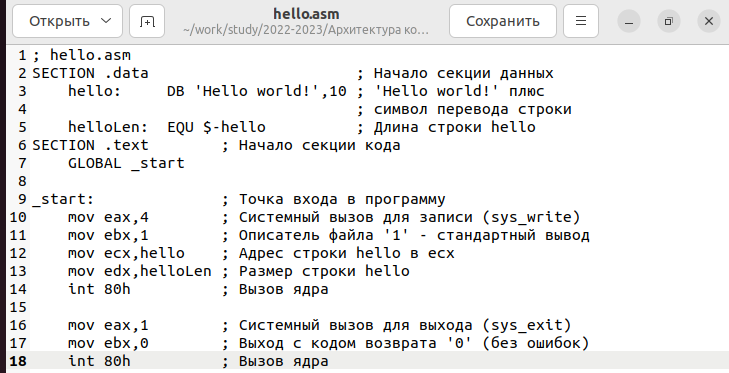 Открыть
hello.asm
~/work/study/2022-2023/Архитектура ко…
Сохранить
1 ; hello.asm
2 SECTION .data                       ; Начало секции данных
3     hello:     DB 'Hello world!',10 ; 'Hello world!' плюс
4                                     ; символ перевода строки
5     helloLen:  EQU $-hello          ; Длина строки hello
6 SECTION .text        ; Начало секции кода
7     GLOBAL _start
8
9 _start:              ; Точка входа в программу
10     mov eax,4        ; Системный вызов для записи (sys_write)
11     mov ebx,1        ; Описатель файла '1' - стандартный вывод
12     mov ecx,hello    ; Адрес строки hello в ecx
13     mov edx,helloLen ; Размер строки hello
14     int 80h          ; Вызов ядра
15
16     mov eax,1        ; Системный вызов для выхода (sys_exit)
17     mov ebx,0        ; Выход с кодом возврата '0' (без ошибок)
18     int 80h          ; Вызов ядра